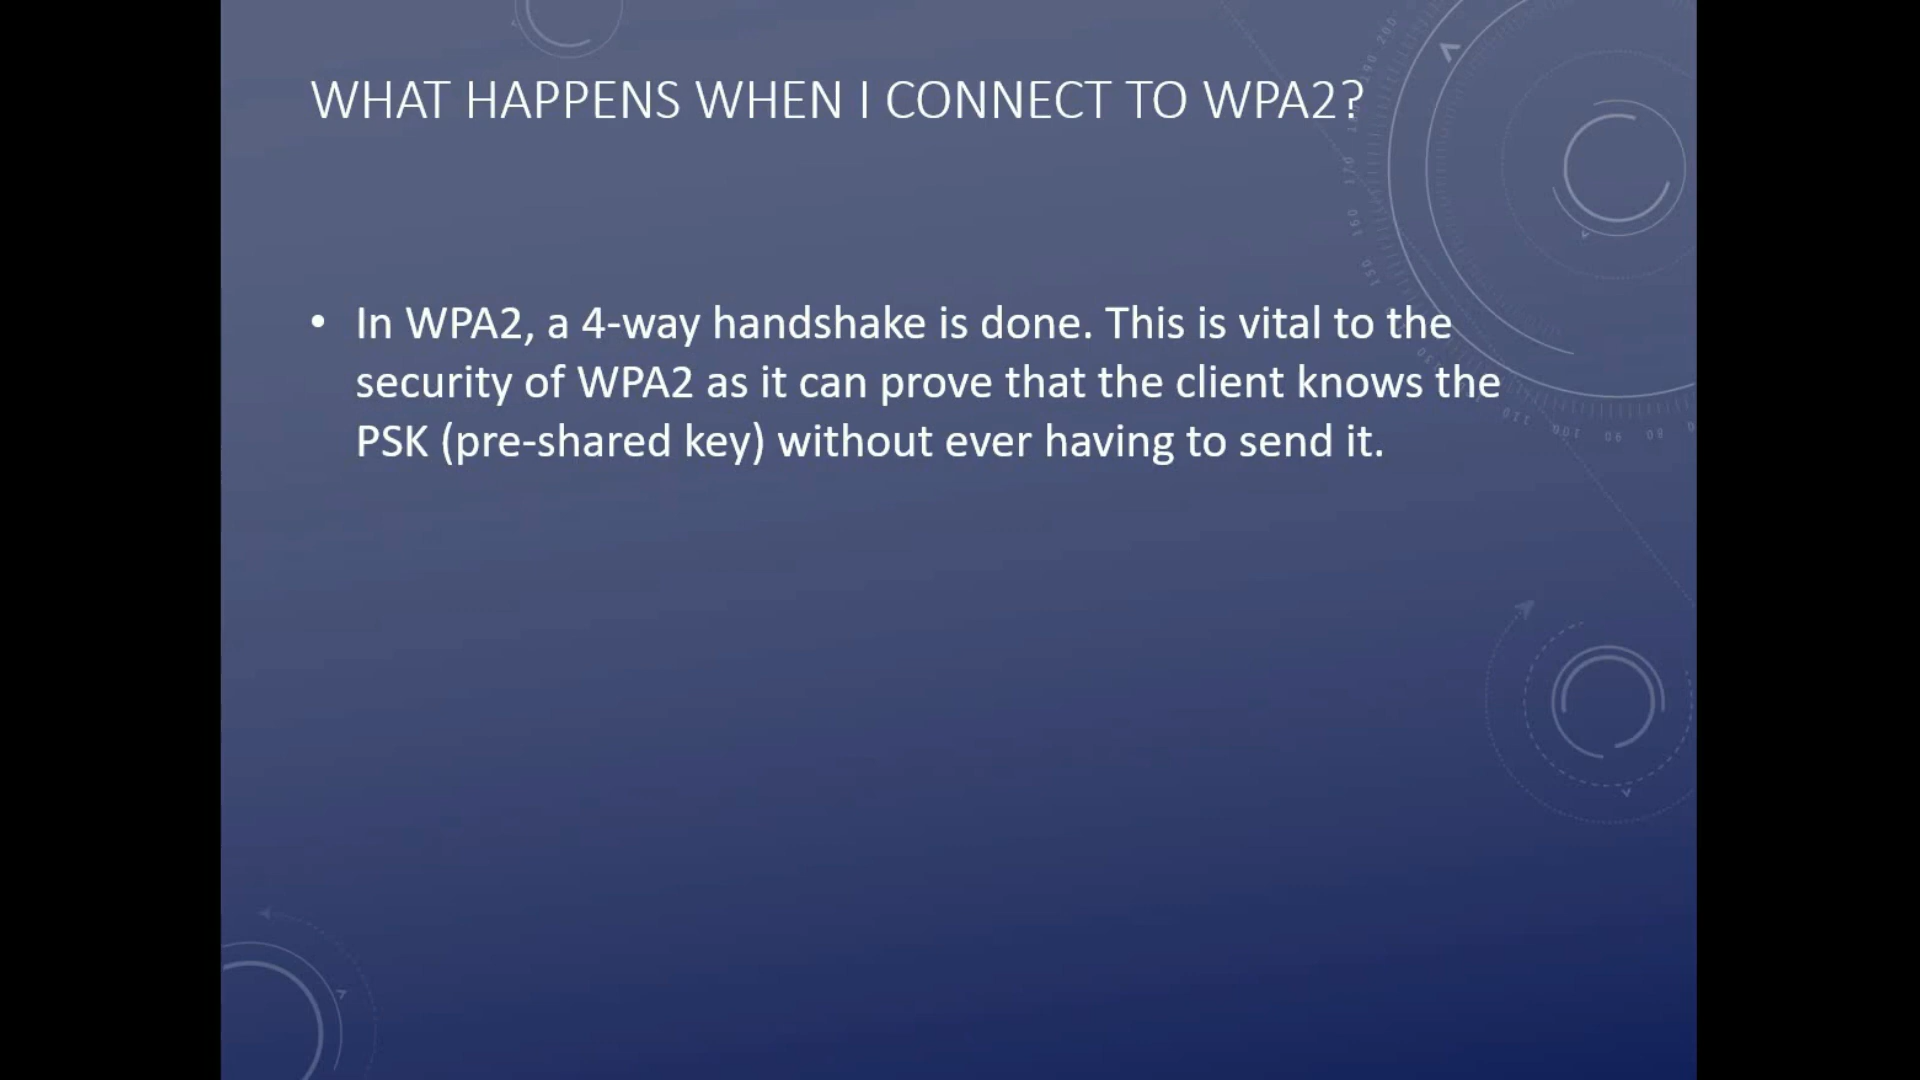 WHAT HAPPENS WHEN I CONNECT TO WPA2?
• In WPA2, a 4-way handshake is done. This is vital to the
security of WPA2 as it can prove that the client knows the
PSK (pre-shared key) without ever having to send it.